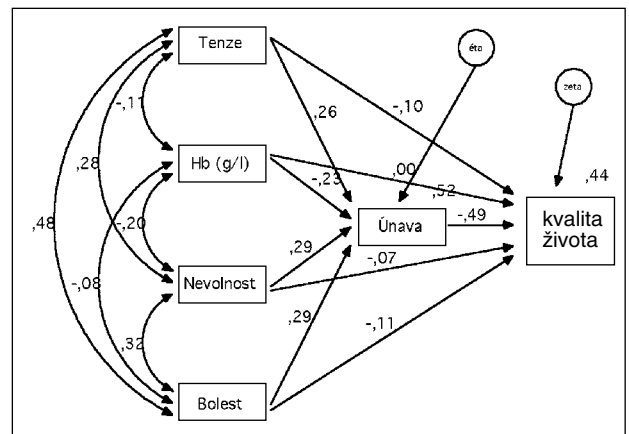 Tenze
éta
zeta
-,11
,26
-,10
,28
Hb (g/l)
,00
,52
,44
-,23
,48
-,20
Únava
-,49
kvalita
života
,29
-,07
-,08
Nevolnost
,29
-,11
,32
Bolest